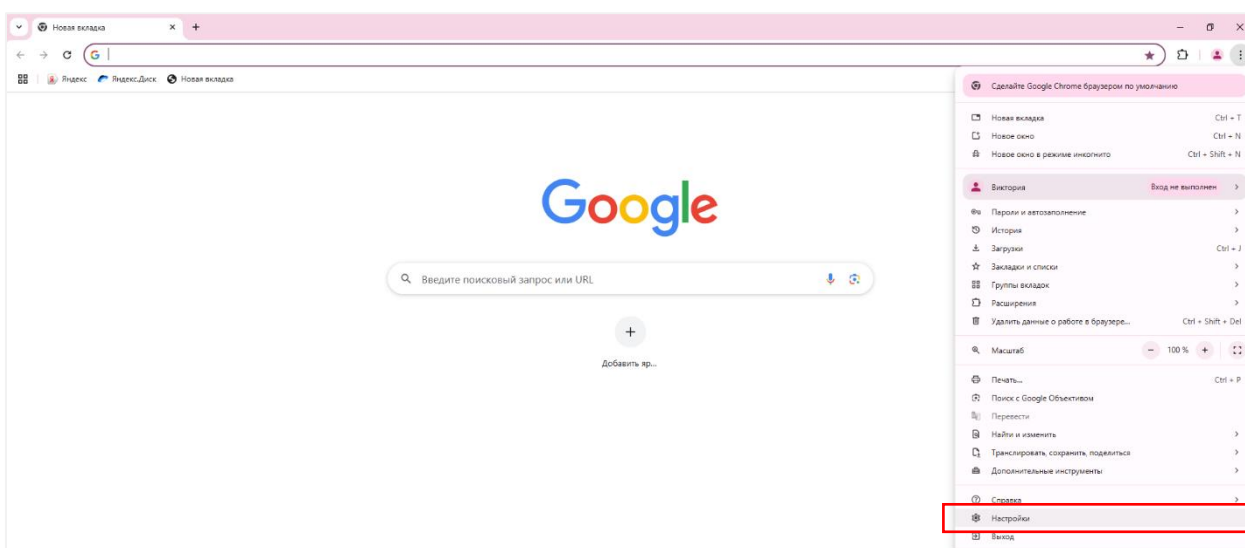 Новая вкладка
Яндекс Яндекс.Диск Новая вкладка
Сделайте Google Chrome браузером по умолчанию
Новая вкладка Ctrl + T
Новое окно Ctrl + N
Новое окно в режиме инкогнито Ctrl + Shift + N
Виктория Вход не выполнен
Пароли и автозаполнение
История
Загрузки Ctrl + J
Закладки и списки
Группы вкладок
Расширения
Удалить данные о работе в браузере... Ctrl + Shift + Del
Масштаб − 100 % +
Печать... Ctrl + P
Поиск с Google Объективом
Перевести
Найти и изменить
Транслировать, сохранить, поделиться
Дополнительные инструменты
Справка
Настройки
Выход
Google
Введите поисковый запрос или URL
Добавить яр...